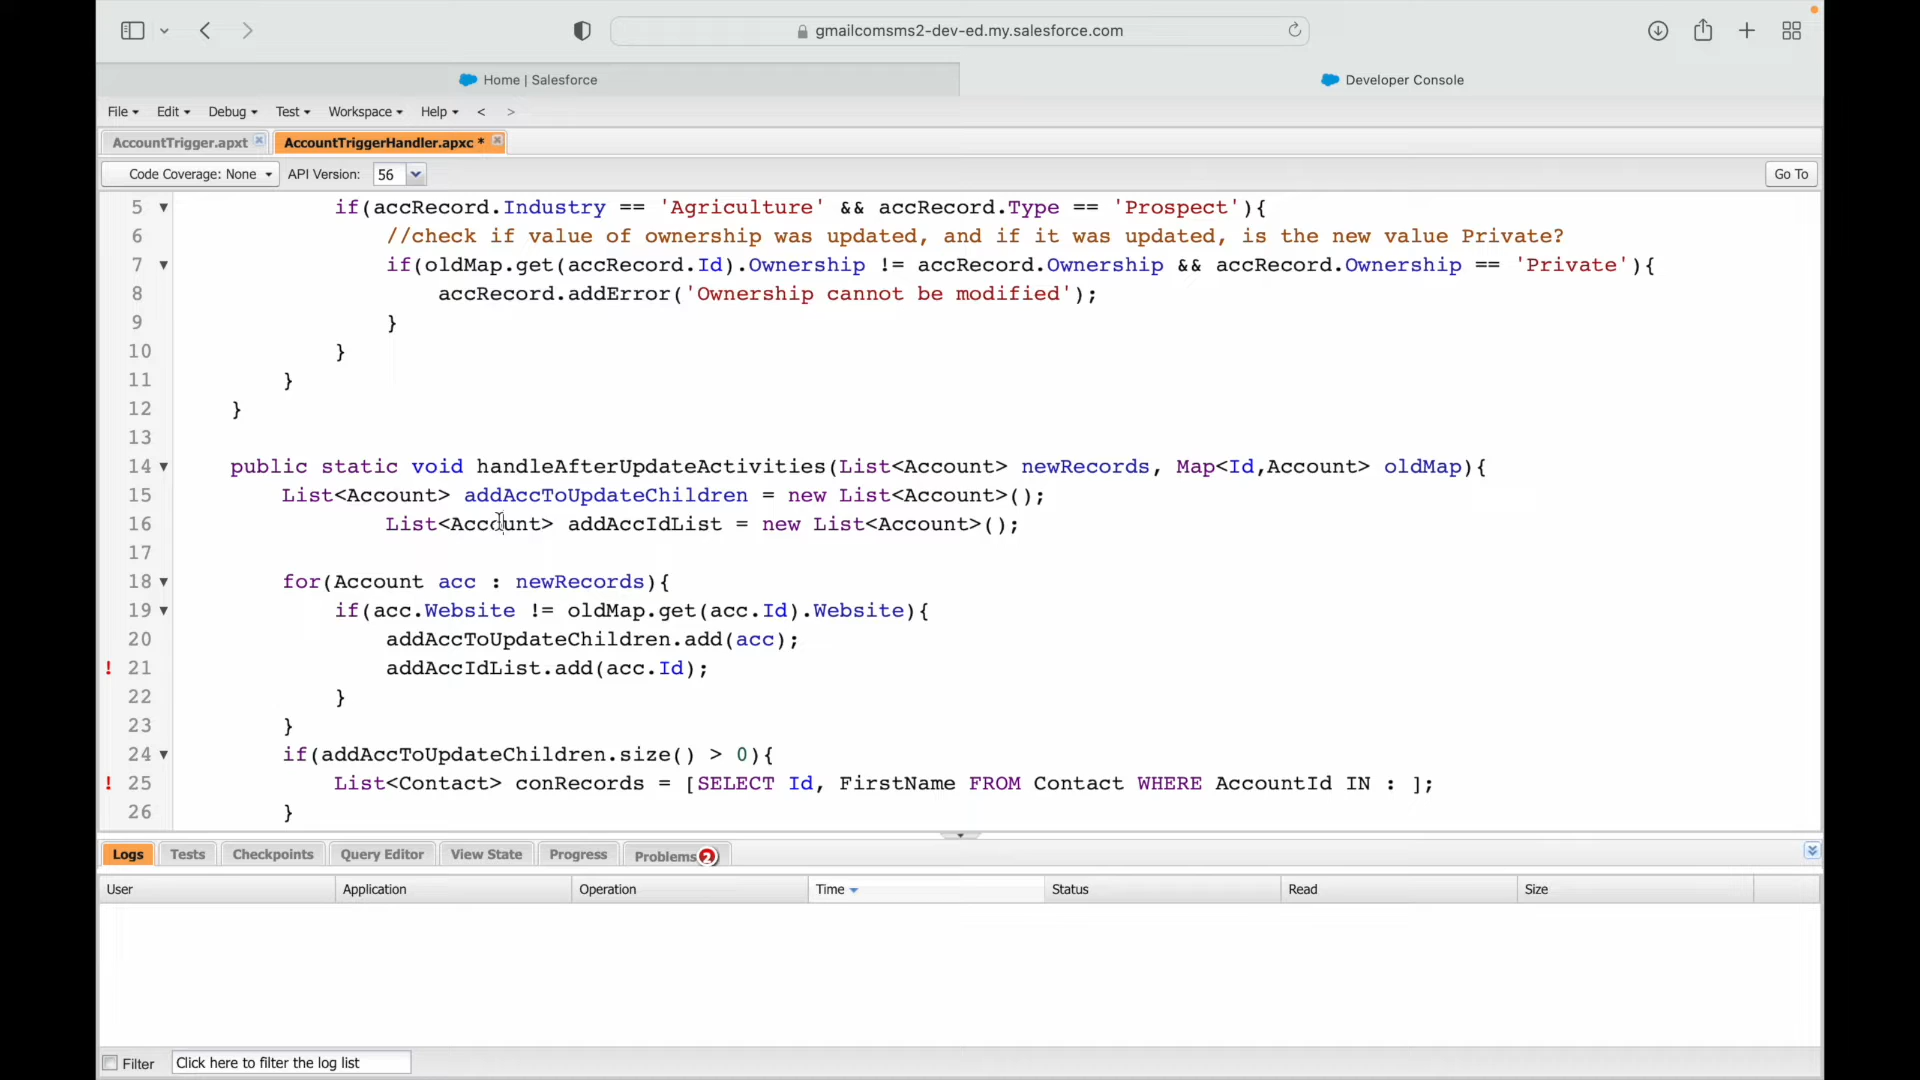 gmailcomsms2-dev-ed.my.salesforce.com
Home | Salesforce
Developer Console
File Edit Debug Test Workspace Help < >
AccountTrigger.apxt
AccountTriggerHandler.apxc *
Code Coverage: None API Version: 56 Go To
5 if(accRecord.Industry == 'Agriculture' && accRecord.Type == 'Prospect'){
6 //check if value of ownership was updated, and if it was updated, is the new value Private?
7 if(oldMap.get(accRecord.Id).Ownership != accRecord.Ownership && accRecord.Ownership == 'Private'){
8 accRecord.addError('Ownership cannot be modified');
9 }
10 }
11 }
12 }
13
14 public static void handleAfterUpdateActivities(List<Account> newRecords, Map<Id,Account> oldMap){
15 List<Account> addAccToUpdateChildren = new List<Account>();
16 List<Account> addAccIdList = new List<Account>();
17
18 for(Account acc : newRecords){
19 if(acc.Website != oldMap.get(acc.Id).Website){
20 addAccToUpdateChildren.add(acc);
! 21 addAccIdList.add(acc.Id);
22 }
23 }
24 if(addAccToUpdateChildren.size() > 0){
! 25 List<Contact> conRecords = [SELECT Id, FirstName FROM Contact WHERE AccountId IN : ];
26 }
Logs Tests Checkpoints Query Editor View State Progress Problems 2
User Application Operation Time Status Read Size
Filter Click here to filter the log list